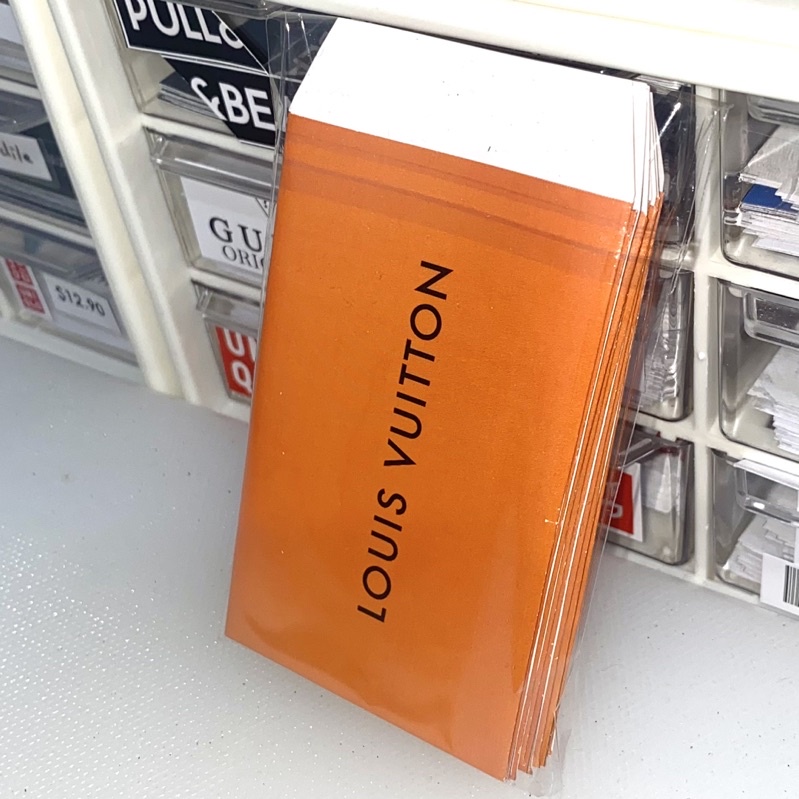 PULL&
&BE
GU
ORIG
$12.90
U
Q
LOUIS VUITTON